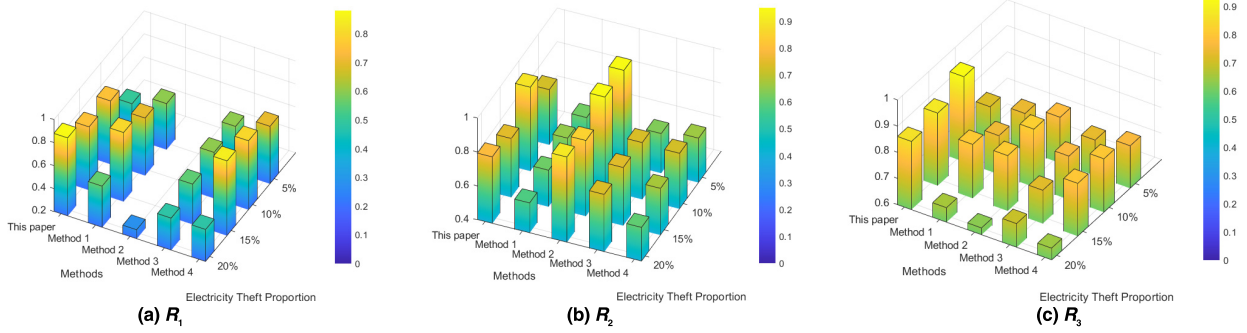 1
0.8
0.6
0.4
0.2
This paper
Method 1
Method 2
Method 3
Method 4
Methods
5%
10%
15%
20%
Electricity Theft Proportion
0.8
0.7
0.6
0.5
0.4
0.3
0.2
0.1
0
(a) R1
1
0.8
0.6
0.4
This paper
Method 1
Method 2
Method 3
Method 4
Methods
5%
10%
15%
20%
Electricity Theft Proportion
0.9
0.8
0.7
0.6
0.5
0.4
0.3
0.2
0.1
0
(b) R2
1
0.9
0.8
0.7
0.6
This paper
Method 1
Method 2
Method 3
Method 4
Methods
5%
10%
15%
20%
Electricity Theft Proportion
0.9
0.8
0.7
0.6
0.5
0.4
0.3
0.2
0.1
0
(c) R3